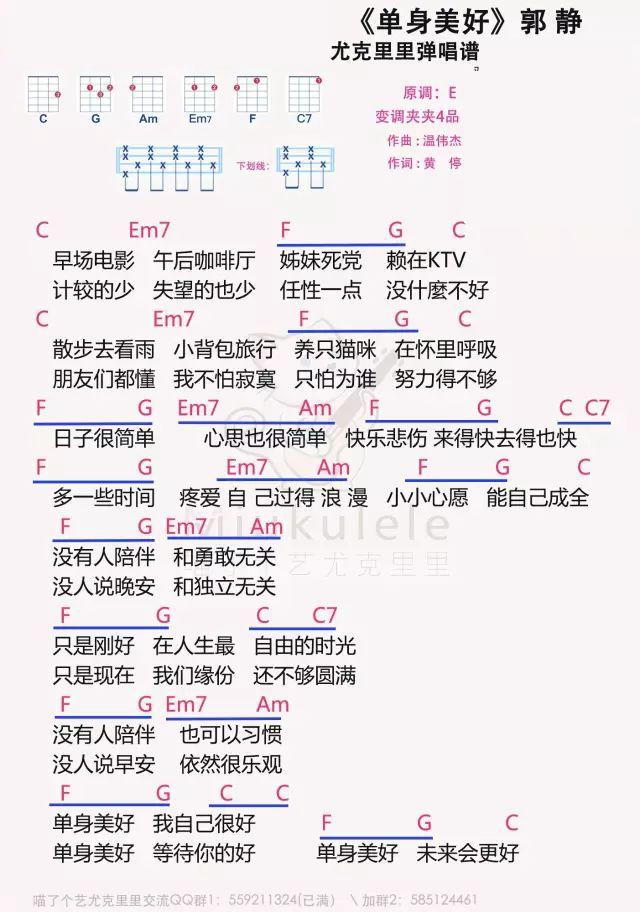 《单身美好》郭 静
尤克里里弹唱谱
C G Am Em7 F C7
原调：E
变调夹夹4品
作曲：温伟杰
作词：黄 停
下划线：
C Em7 F G C
早场电影 午后咖啡厅 姊妹死党 赖在KTV
计较的少 失望的也少 任性一点 没什麼不好
C Em7 F G C
散步去看雨 小背包旅行 养只猫咪 在怀里呼吸
朋友们都懂 我不怕寂寞 只怕为谁 努力得不够
F G Em7 Am F G C C7
日子很简单 心思也很简单 快乐悲伤 来得快去得也快
F G Em7 Am F G C
多一些时间 疼爱 自 己过得 浪 漫 小小心愿 能自己成全
Miukulele
F G Em7 Am
没有人陪伴 和勇敢无关
艺尤克里里
没人说晚安 和独立无关
F G C C7
只是刚好 在人生最 自由的时光
只是现在 我们缘份 还不够圆满
F G Em7 Am
没有人陪伴 也可以习惯
没人说早安 依然很乐观
F G C C
单身美好 我自己很好 F G C
单身美好 等待你的好 单身美好 未来会更好
喵了个艺尤克里里交流QQ群1：559211324(已满) \ 加群2：585124461